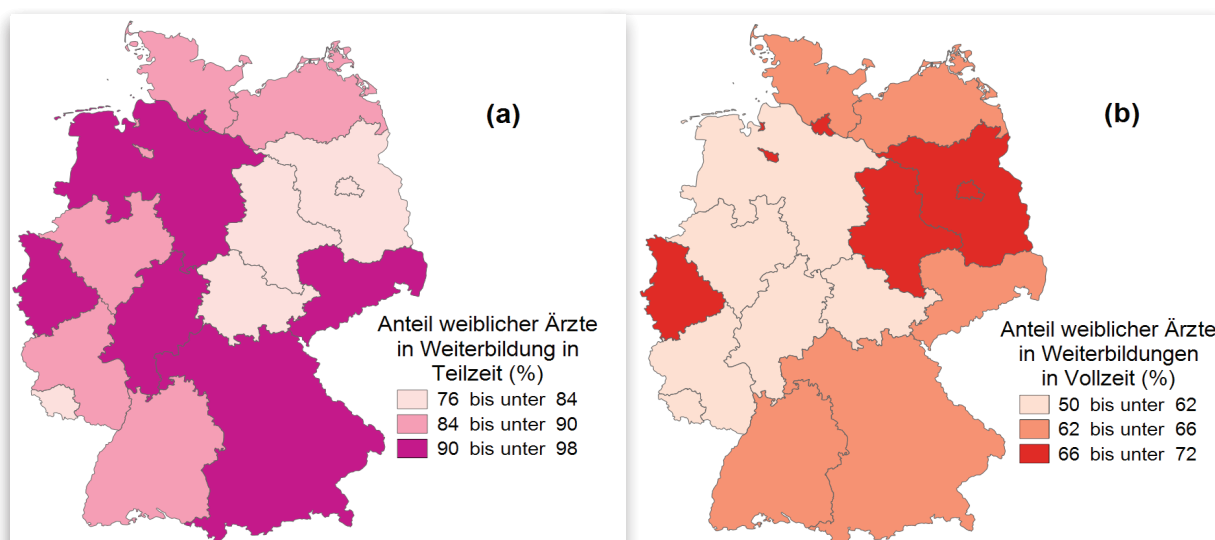 (a)
Anteil weiblicher Ärzte
in Weiterbildung in
Teilzeit (%)
76 bis unter 84
84 bis unter 90
90 bis unter 98
(b)
Anteil weiblicher Ärzte
in Weiterbildungen
in Vollzeit (%)
50 bis unter 62
62 bis unter 66
66 bis unter 72